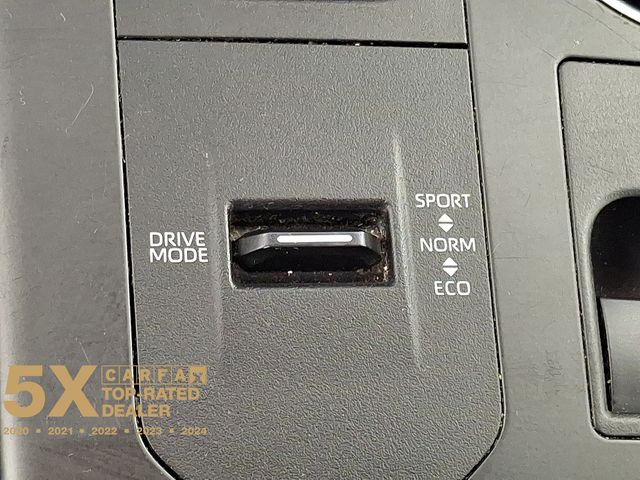 DRIVE
MODE
SPORT
NORM
ECO
5X
CARFAX
TOP-RATED
DEALER
2020 • 2021 • 2022 • 2023 • 2024